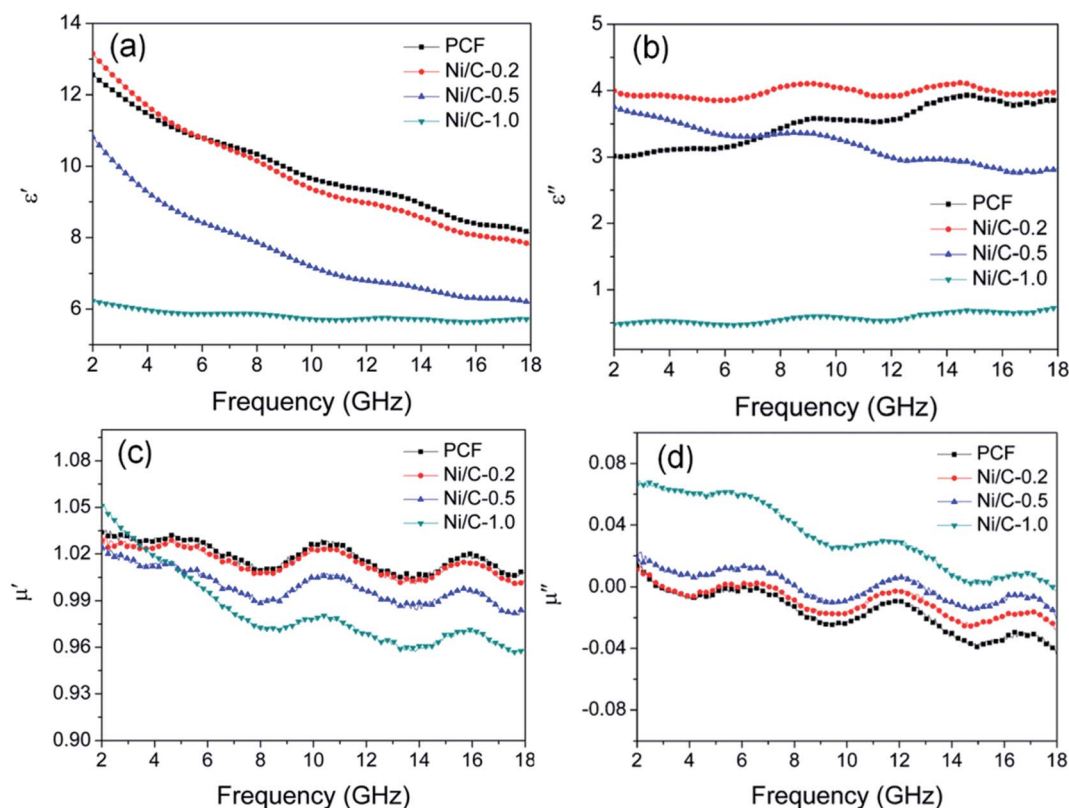 (a)
PCF
Ni/C-0.2
Ni/C-0.5
Ni/C-1.0
14
12
10
8
6
ε′
2 4 6 8 10 12 14 16 18
Frequency (GHz)
(b)
5
4
3
2
1
ε″
PCF
Ni/C-0.2
Ni/C-0.5
Ni/C-1.0
2 4 6 8 10 12 14 16 18
Frequency (GHz)
(c)
PCF
Ni/C-0.2
Ni/C-0.5
Ni/C-1.0
1.08
1.05
1.02
0.99
0.96
0.93
0.90
μ′
2 4 6 8 10 12 14 16 18
Frequency (GHz)
(d)
PCF
Ni/C-0.2
Ni/C-0.5
Ni/C-1.0
0.08
0.04
0.00
-0.04
-0.08
μ″
2 4 6 8 10 12 14 16 18
Frequency (GHz)